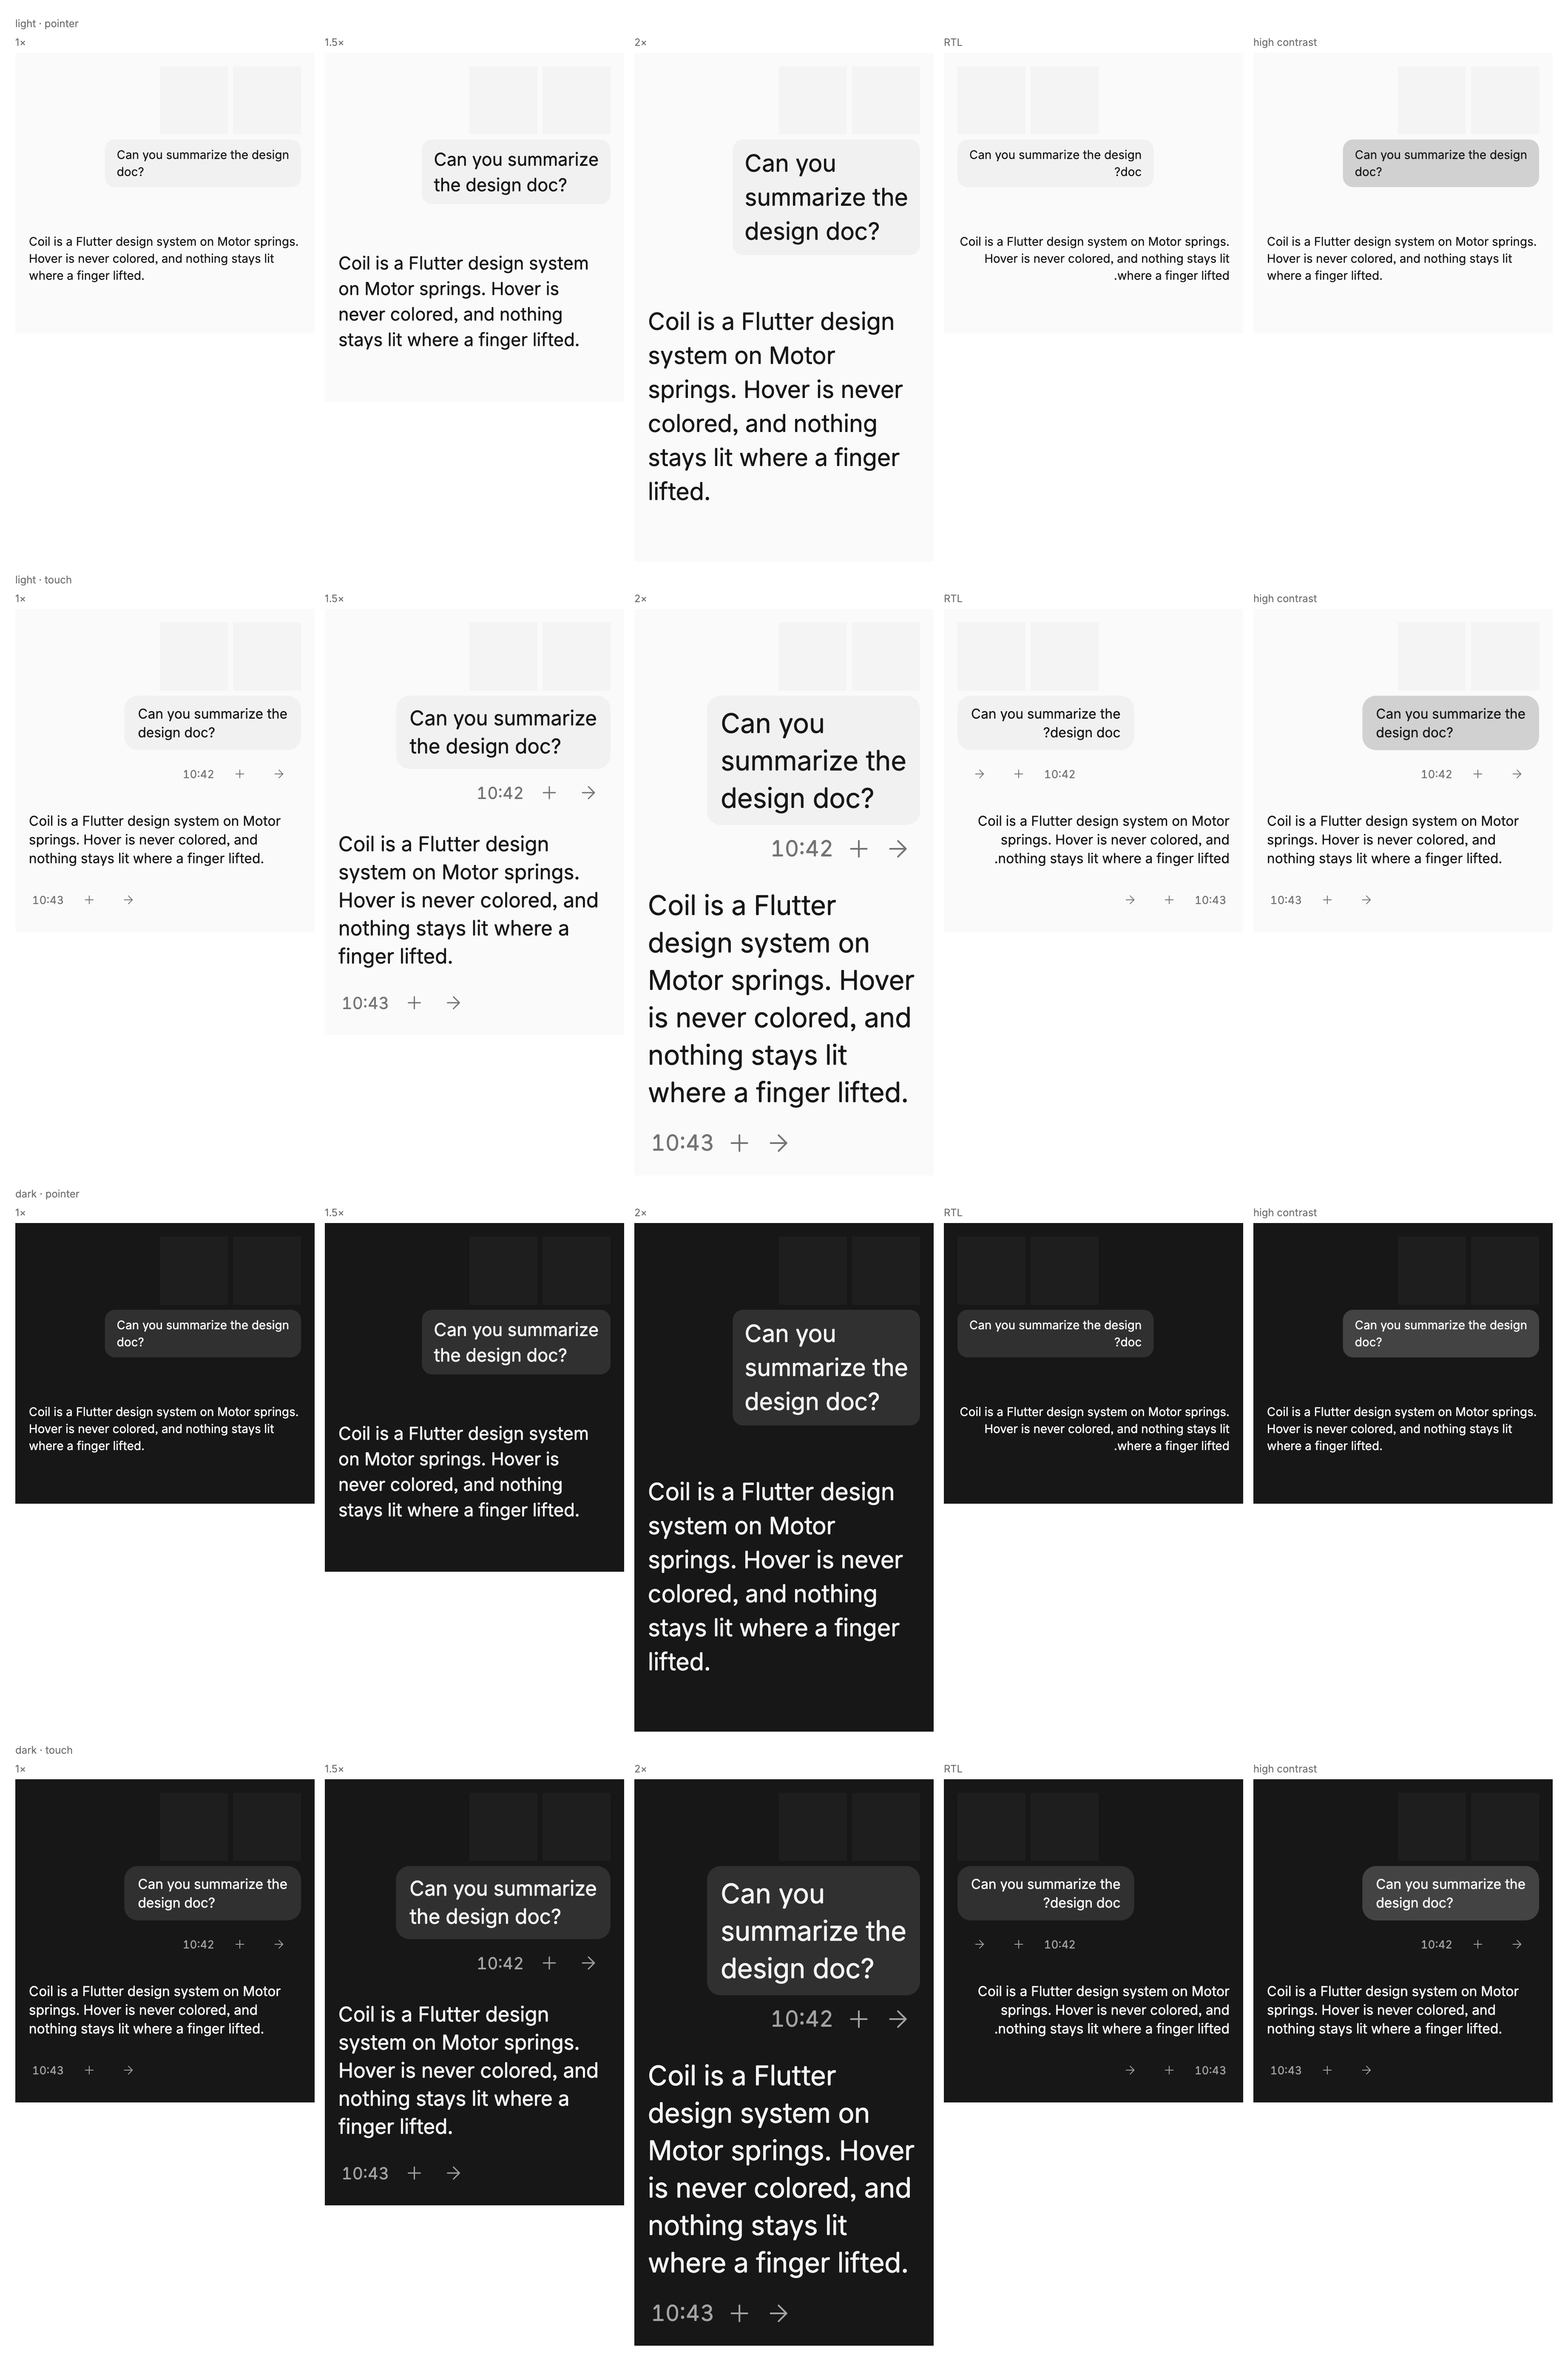 light · pointer
1×
1.5×
2×
RTL
high contrast
Can you summarize the design
doc?
Coil is a Flutter design system on Motor springs.
Hover is never colored, and nothing stays lit
where a finger lifted.
Can you summarize
the design doc?
Coil is a Flutter design system
on Motor springs. Hover is
never colored, and nothing
stays lit where a finger lifted.
Can you
summarize the
design doc?
Coil is a Flutter design
system on Motor
springs. Hover is never
colored, and nothing
stays lit where a finger
lifted.
Can you summarize the design
?doc
Coil is a Flutter design system on Motor springs.
Hover is never colored, and nothing stays lit
.where a finger lifted
Can you summarize the design
doc?
Coil is a Flutter design system on Motor springs.
Hover is never colored, and nothing stays lit
where a finger lifted.
light · touch
1×
1.5×
2×
RTL
high contrast
Can you summarize the
design doc?
10:42
Coil is a Flutter design system on Motor
springs. Hover is never colored, and
nothing stays lit where a finger lifted.
10:43
Can you summarize
the design doc?
10:42
Coil is a Flutter design
system on Motor springs.
Hover is never colored, and
nothing stays lit where a
finger lifted.
10:43
Can you
summarize the
design doc?
10:42
Coil is a Flutter
design system on
Motor springs. Hover
is never colored, and
nothing stays lit
where a finger lifted.
10:43
Can you summarize the
?design doc
10:42
Coil is a Flutter design system on Motor
springs. Hover is never colored, and
.nothing stays lit where a finger lifted
10:43
Can you summarize the
design doc?
10:42
Coil is a Flutter design system on Motor
springs. Hover is never colored, and
nothing stays lit where a finger lifted.
10:43
dark · pointer
1×
1.5×
2×
RTL
high contrast
Can you summarize the design
doc?
Coil is a Flutter design system on Motor springs.
Hover is never colored, and nothing stays lit
where a finger lifted.
Can you summarize
the design doc?
Coil is a Flutter design system
on Motor springs. Hover is
never colored, and nothing
stays lit where a finger lifted.
Can you
summarize the
design doc?
Coil is a Flutter design
system on Motor
springs. Hover is never
colored, and nothing
stays lit where a finger
lifted.
Can you summarize the design
?doc
Coil is a Flutter design system on Motor springs.
Hover is never colored, and nothing stays lit
.where a finger lifted
Can you summarize the design
doc?
Coil is a Flutter design system on Motor springs.
Hover is never colored, and nothing stays lit
where a finger lifted.
dark · touch
1×
1.5×
2×
RTL
high contrast
Can you summarize the
design doc?
10:42
Coil is a Flutter design system on Motor
springs. Hover is never colored, and
nothing stays lit where a finger lifted.
10:43
Can you summarize
the design doc?
10:42
Coil is a Flutter design
system on Motor springs.
Hover is never colored, and
nothing stays lit where a
finger lifted.
10:43
Can you
summarize the
design doc?
10:42
Coil is a Flutter
design system on
Motor springs. Hover
is never colored, and
nothing stays lit
where a finger lifted.
10:43
Can you summarize the
?design doc
10:42
Coil is a Flutter design system on Motor
springs. Hover is never colored, and
.nothing stays lit where a finger lifted
10:43
Can you summarize the
design doc?
10:42
Coil is a Flutter design system on Motor
springs. Hover is never colored, and
nothing stays lit where a finger lifted.
10:43